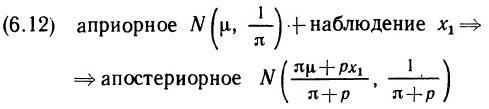 (6.12) априорное N(μ, 1/π) + наблюдение x₁ ⇒
⇒ апостериорное N((πμ + px₁)/(π + p), 1/(π + p))